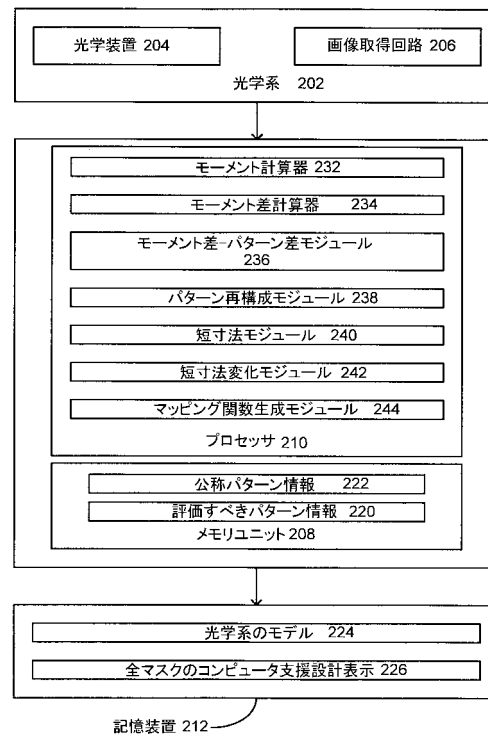 光学装置 204
画像取得回路 206
光学系 202
モーメント計算器 232
モーメント差計算器 234
モーメント差-パターン差モジュール
236
パターン再構成モジュール 238
短寸法モジュール 240
短寸法変化モジュール 242
マッピング関数生成モジュール 244
プロセッサ 210
公称パターン情報 222
評価すべきパターン情報 220
メモリユニット 208
光学系のモデル 224
全マスクのコンピュータ支援設計表示 226
記憶装置 212